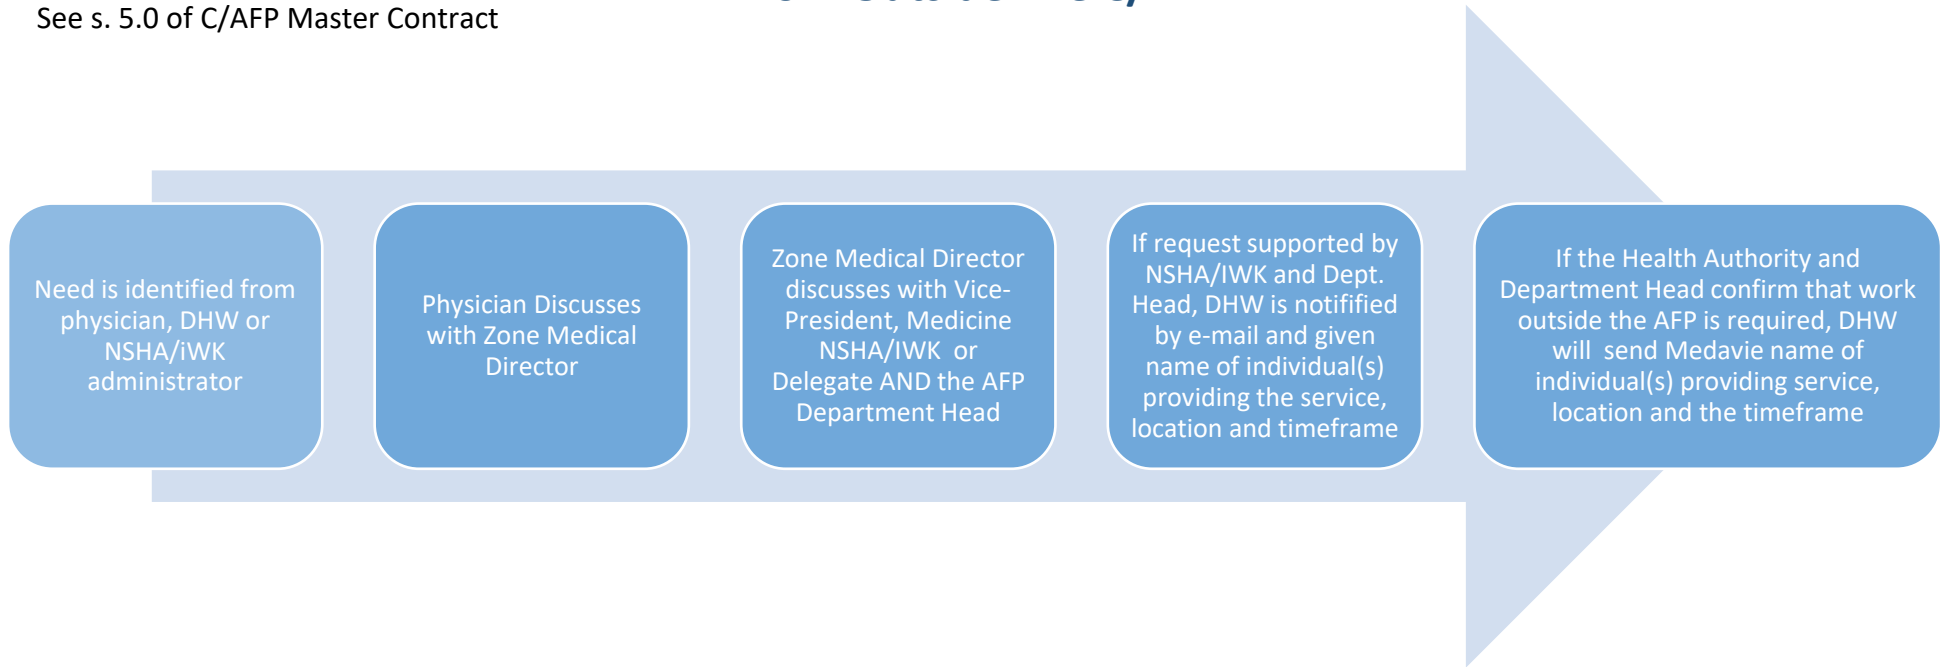 See s. 5.0 of C/AFP Master Contract
Need is identified from
physician, DHW or
NSHA/iWK
administrator
Physician Discusses
with Zone Medical
Director
Zone Medical Director
discusses with Vice-
President, Medicine
NSHA/IWK or
Delegate AND the AFP
Department Head
If request supported by
NSHA/IWK and Dept.
Head, DHW is notifified
by e-mail and given
name of individual(s)
providing the service,
location and timeframe
If the Health Authority and
Department Head confirm that work
outside the AFP is required, DHW
will send Medavie name of
individual(s) providing service,
location and the timeframe